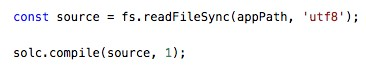 const source = fs.readFileSync(appPath, 'utf8');
solc.compile(source, 1);